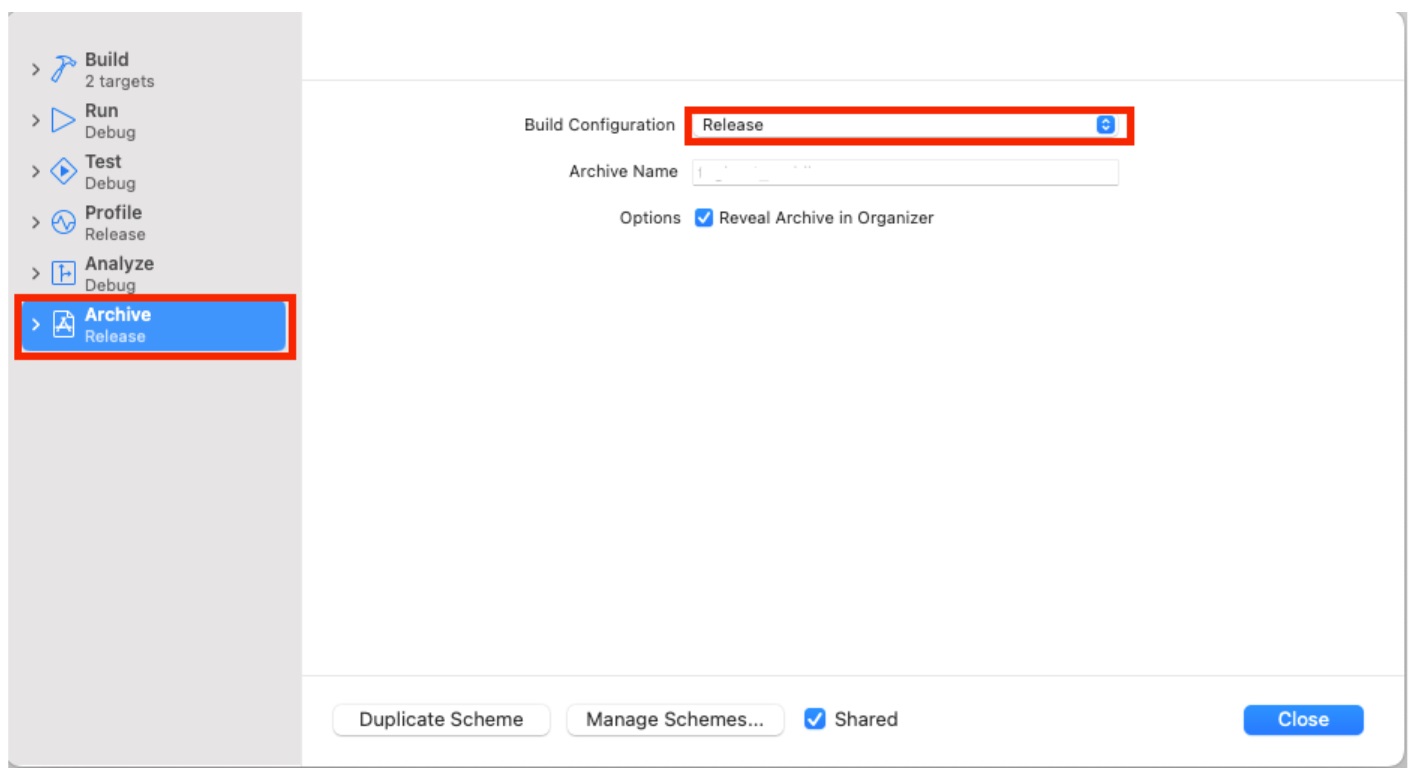 Build
2 targets
Run
Debug
Test
Debug
Profile
Release
Analyze
Debug
Archive
Release
Build Configuration Release
Archive Name
Options Reveal Archive in Organizer
Duplicate Scheme Manage Schemes... Shared Close